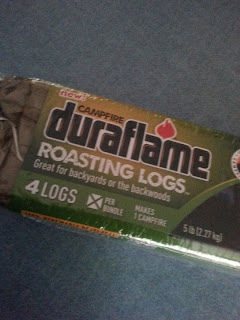 new!
CAMPFIRE
duraflame
ROASTING LOGS
Great for backyards or the backwoods
4 LOGS
PER
BUNDLE
MAKES
1 CAMPFIRE
5 lb (2.27 kg)